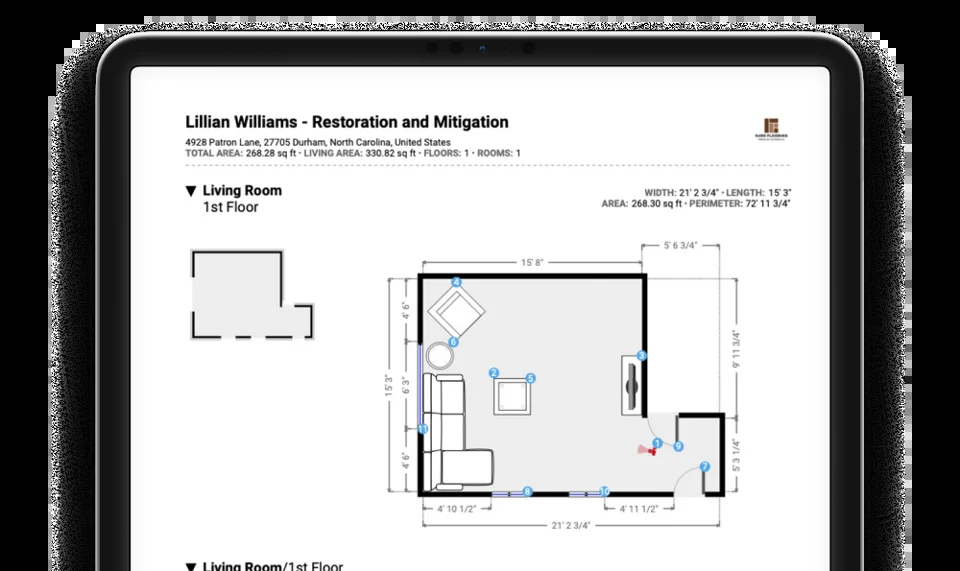 Lillian Williams - Restoration and Mitigation
4928 Patron Lane, 27705 Durham, North Carolina, United States
TOTAL AREA: 268.28 sq ft · LIVING AREA: 330.82 sq ft · FLOORS: 1 · ROOMS: 1
HARD FLOORING
▼ Living Room
1st Floor
WIDTH: 21' 2 3/4" · LENGTH: 15' 3"
AREA: 268.30 sq ft · PERIMETER: 72' 11 3/4"
5' 6 3/4"
15' 8"
4
4' 6"
6
9' 11 3/4"
3
15' 3"
6' 3"
2
5
11
1
9
4' 6"
5' 3 1/4"
7
8
10
4' 10 1/2"
4' 11 1/2"
21' 2 3/4"
▼ Living Room/1st Floor